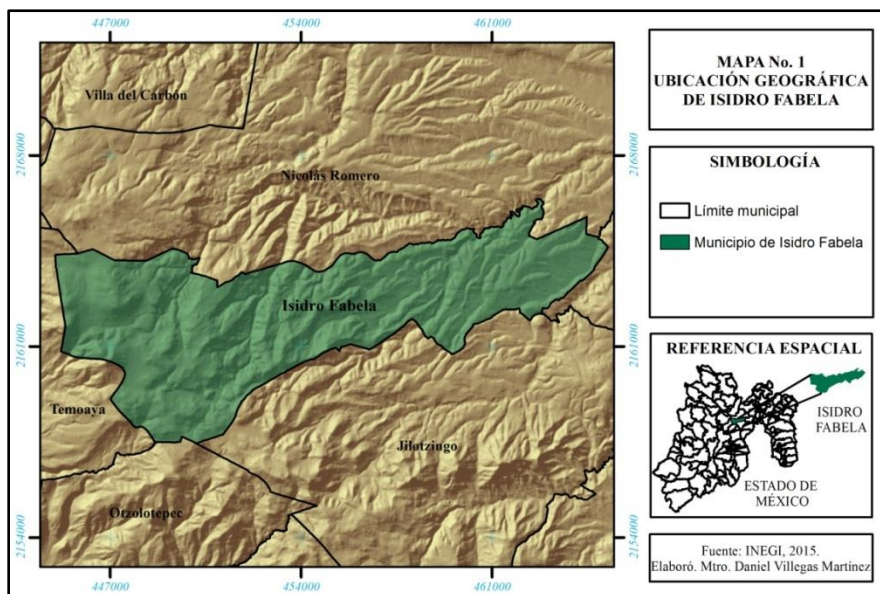 447000
454000
461000
2168000
2161000
2154000
Villa del Carbón
Nicolás Romero
Isidro Fabela
Temoaya
Jilotzingo
Otzolotepec
2168000
2161000
2154000
447000
454000
461000
MAPA No. 1
UBICACIÓN GEOGRÁFICA
DE ISIDRO FABELA
SIMBOLOGÍA
Límite municipal
Municipio de Isidro Fabela
REFERENCIA ESPACIAL
ISIDRO
FABELA
ESTADO DE
MÉXICO
Fuente: INEGI, 2015.
Elaboró. Mtro. Daniel Villegas Martínez